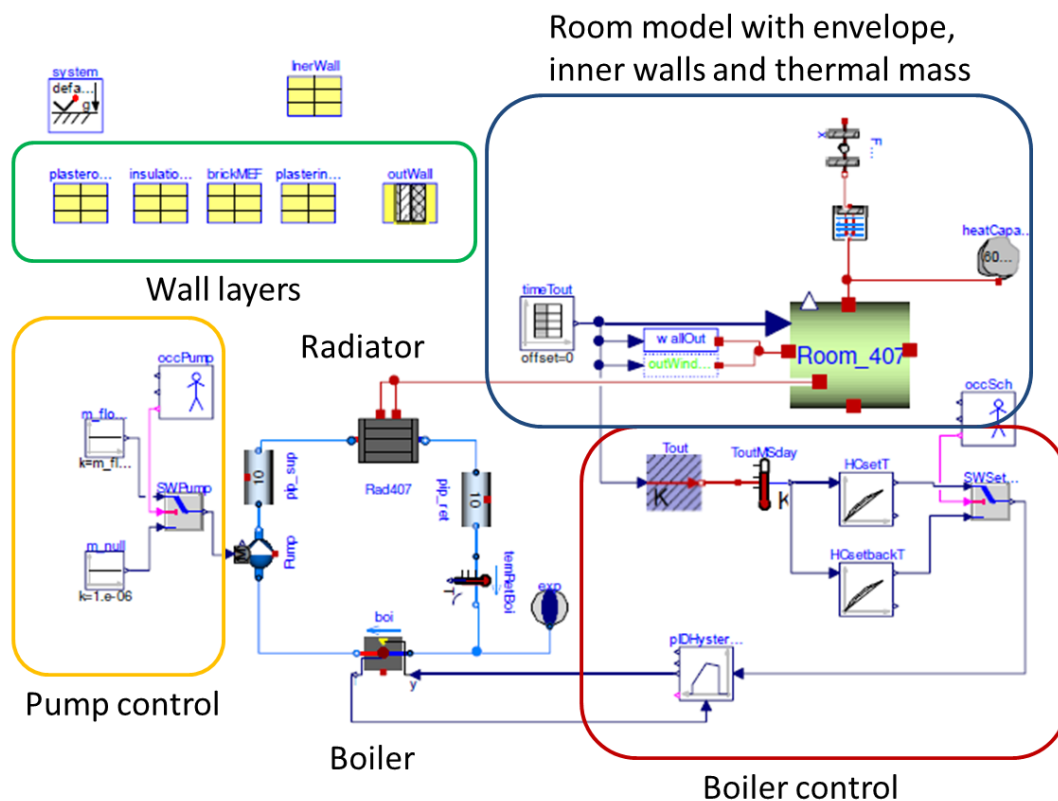 Room model with envelope,
inner walls and thermal mass
system
defa...
g
InerWall
x
F...
plastero...
insulatio...
brickMEF
plasterin...
outWall
heatCapa...
60...
Wall layers
timeTout
offset=0
wallOut
outWind...
Room_407
Radiator
occPump
occSch
m_flo...
k=m_fl...
SWPump
m_null
k=1.e-06
pip_sup
10
Rad407
pip_ret
10
Tout
K
ToutMSday
K
HCsetT
SWSet...
HCsetbackT
M
Pump
temRetBoi
T
exp
boi
y
pIDHyster...
Pump control
Boiler
Boiler control